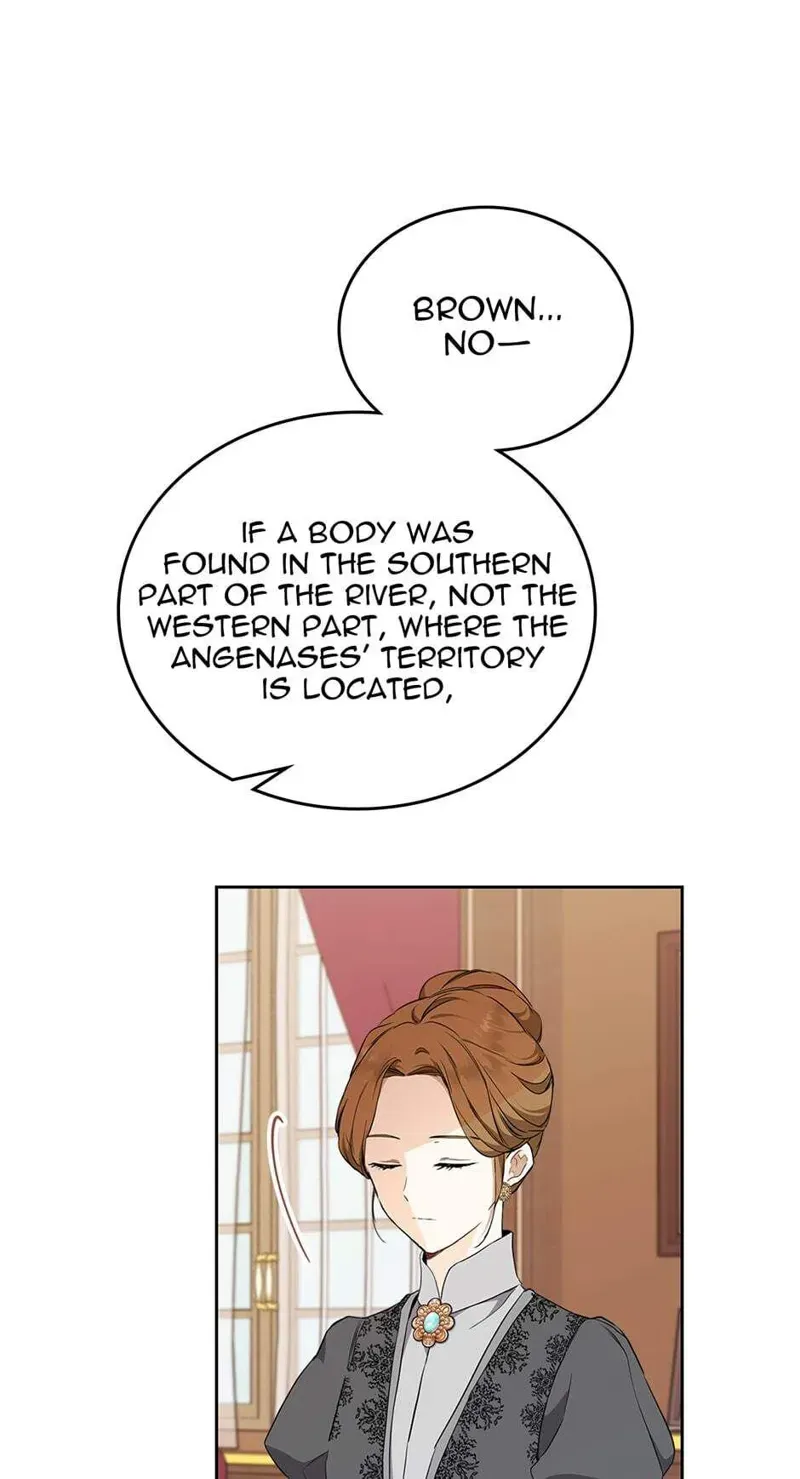 BROWN...
NO—
IF A BODY WAS
FOUND IN THE SOUTHERN
PART OF THE RIVER, NOT THE
WESTERN PART, WHERE THE
ANGENASES' TERRITORY
IS LOCATED,